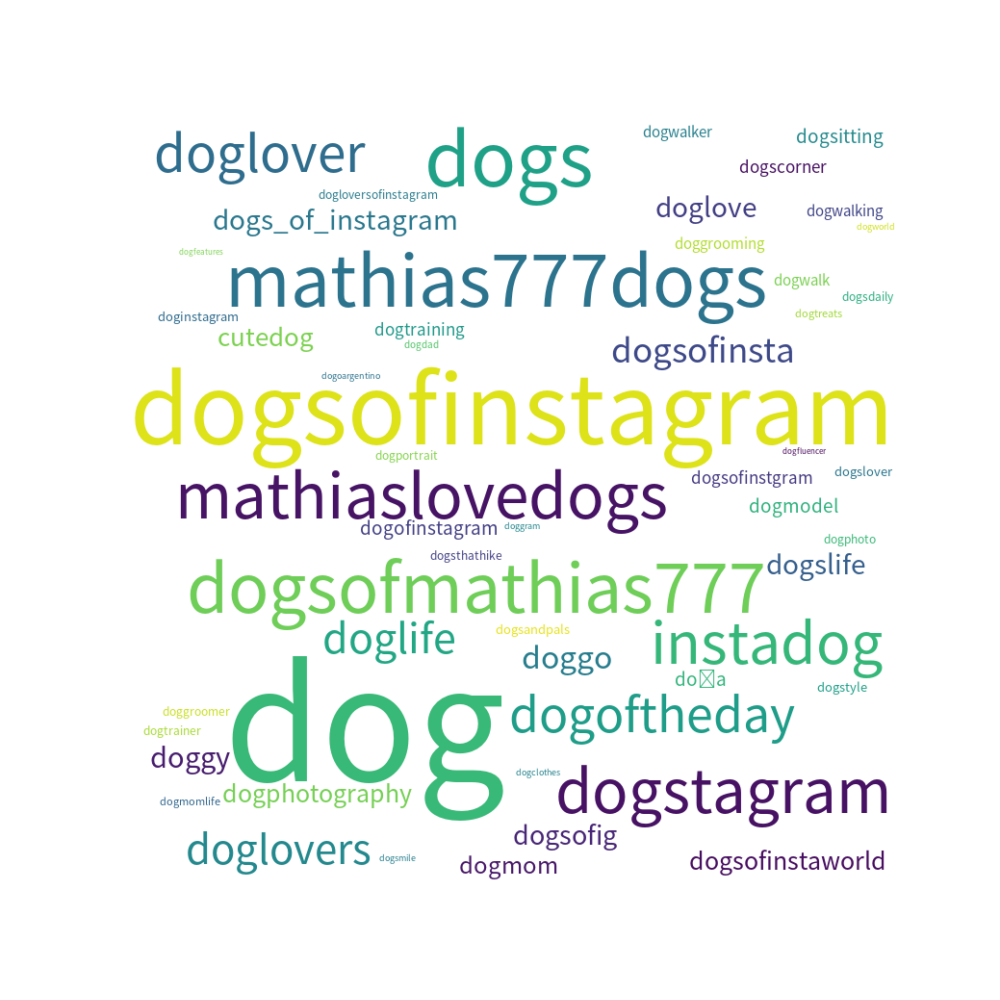 dogwalker
dogsitting
doglover
dogs
dogscorner
dogloversofinstagram
doglove
dogwalking
dogs_of_instagram
dogworld
doggrooming
dogfeatures
mathias777dogs
dogwalk
dogsdaily
doginstagram
dogtreats
cutedog
dogtraining
dogdad
dogsofinsta
dogoargentino
dogsofinstagram
dogportrait
dogfluencer
dogslover
dogsofinstgram
mathiaslovedogs
dogmodel
dogofinstagram
doggram
dogphoto
dogsthathike
dogslife
dogsofmathias777
dogsandpals
doglife
instadog
doggo
do□a
dogstyle
doggroomer
dog
dogoftheday
dogtrainer
doggy
dogclothes
dogstagram
dogphotography
dogmomlife
dogsofig
doglovers
dogsmile
dogmom
dogsofinstaworld